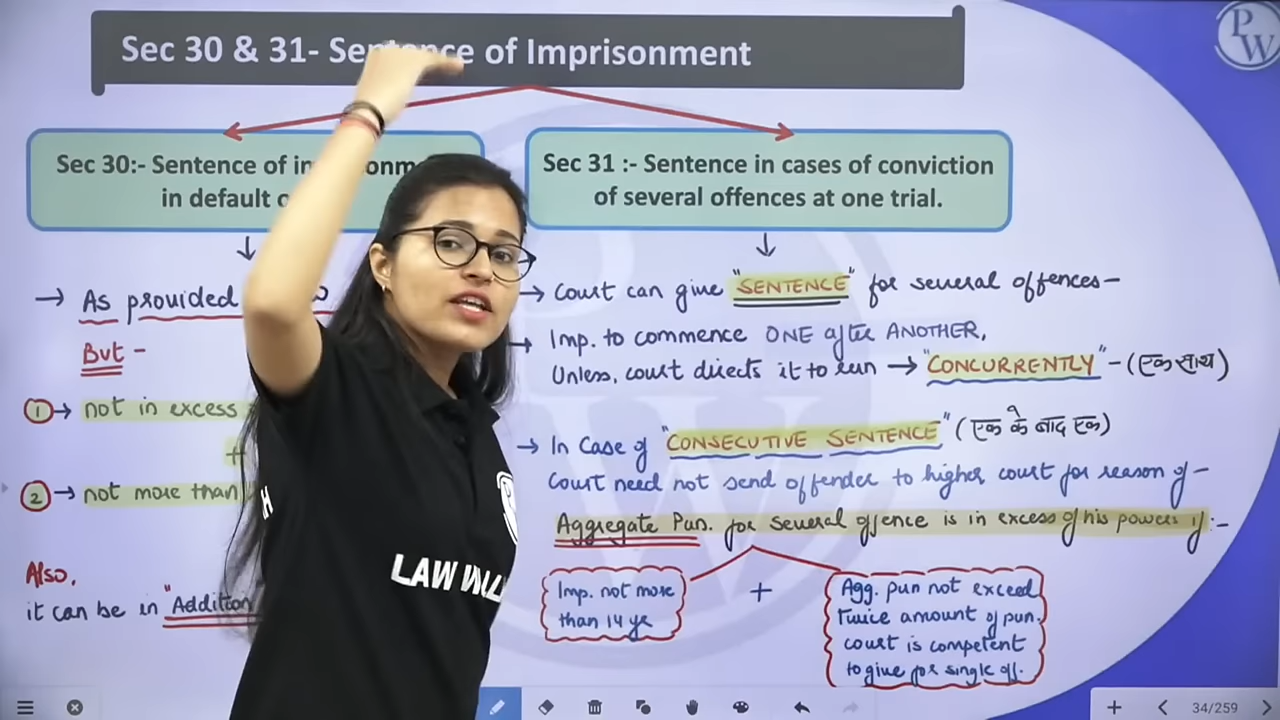 Sec 30 & 31- Sentence of Imprisonment
PW
Sec 30:- Sentence of
in default
Sec 31 :- Sentence in cases of conviction
of several offences at one trial.
→ As provided
But -
① → not in excess
+
② → not more than
Also,
it can be in "Addition
→ Court can give "SENTENCE" for several offences-
→ Imp. to commence ONE after ANOTHER,
Unless, court directs it to run → "CONCURRENTLY" - (एक साथ)
→ In Case of "CONSECUTIVE SENTENCE" (एक के बाद एक)
Court need not send offender to higher court for reason of -
Aggregate Pun. for several offence is in excess of his powers if:-
Imp. not more
than 14 yr
+
Agg. pun not exceed
Twice amount of pun.
court is competent
to give for single off.
LAW
34/259